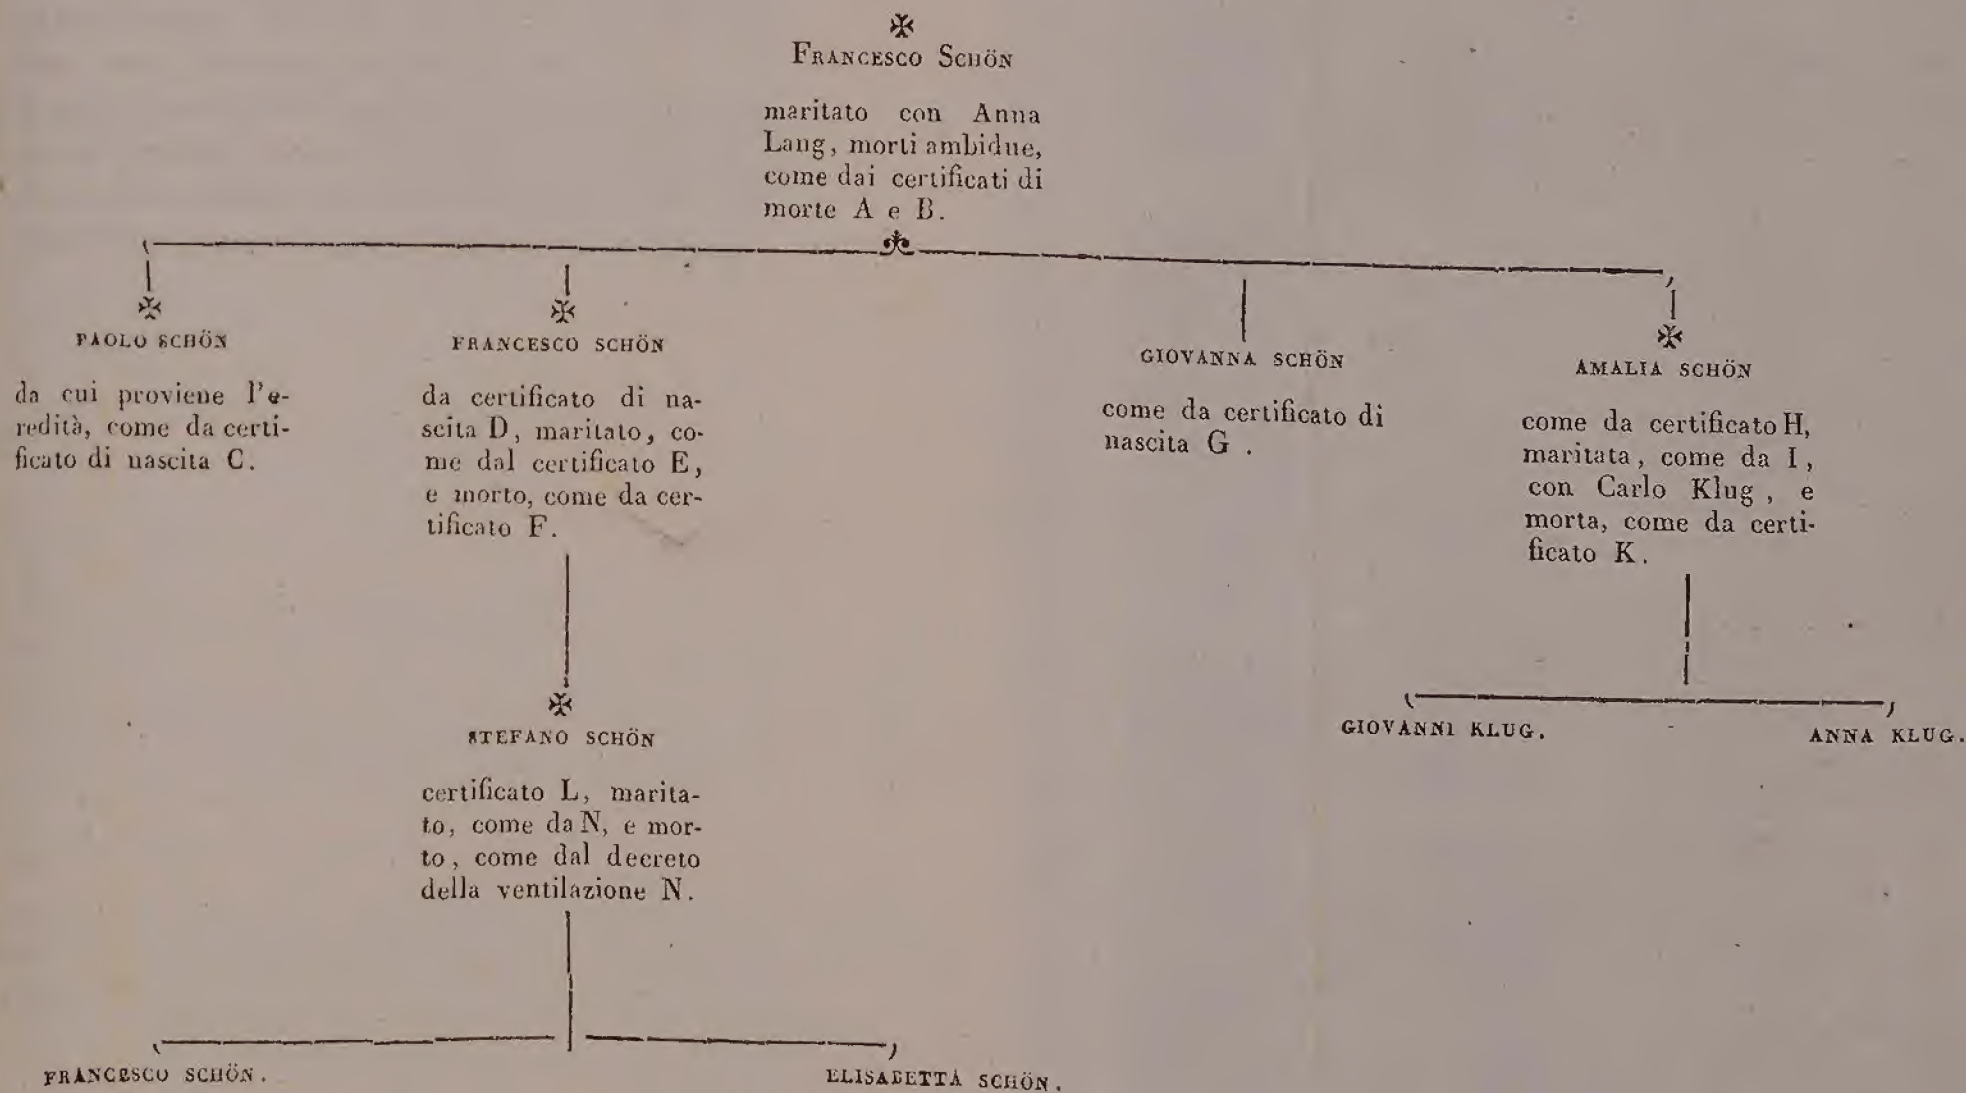 FRANCESCO SCHÖN
maritato con Anna
Lang, morti ambidue,
come dai certificati di
morte A e B.
PAOLO SCHÖN
da cui proviene l'e-
redità, come da certi-
ficato di nascita C.
FRANCESCO SCHÖN
da certificato di na-
scita D, maritato, co-
me dal certificato E,
e morto, come da cer-
tificato F.
GIOVANNA SCHÖN
come da certificato di
nascita G .
AMALIA SCHÖN
come da certificato H,
maritata, come da I,
con Carlo Klug, e
morta, come da certi-
ficato K.
STEFANO SCHÖN
certificato L, marita-
to, come da N, e mor-
to, come dal decreto
della ventilazione N.
GIOVANNI KLUG.
ANNA KLUG.
FRANCESCO SCHÖN.
ELISABETTA SCHÖN.